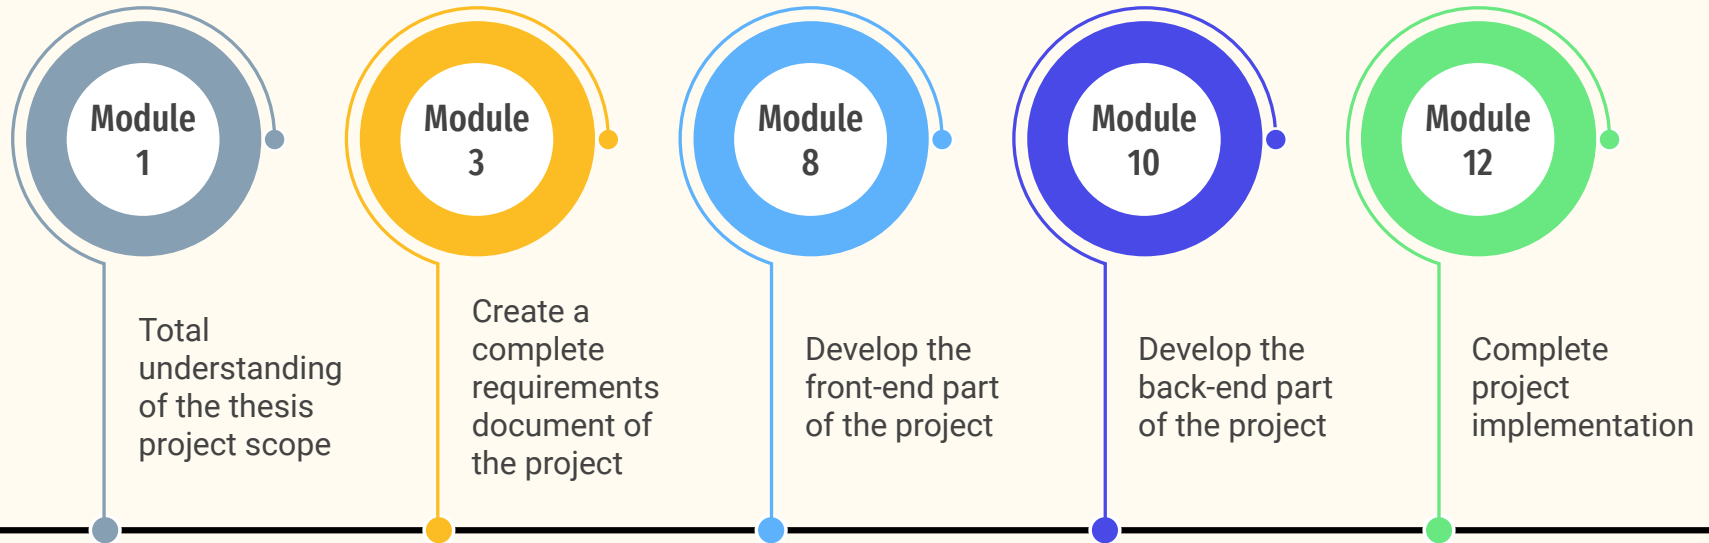 Module
1
Total
understanding
of the thesis
project scope
Module
3
Create a
complete
requirements
document of
the project
Module
8
Develop the
front-end part
of the project
Module
10
Develop the
back-end part
of the project
Module
12
Complete
project
implementation